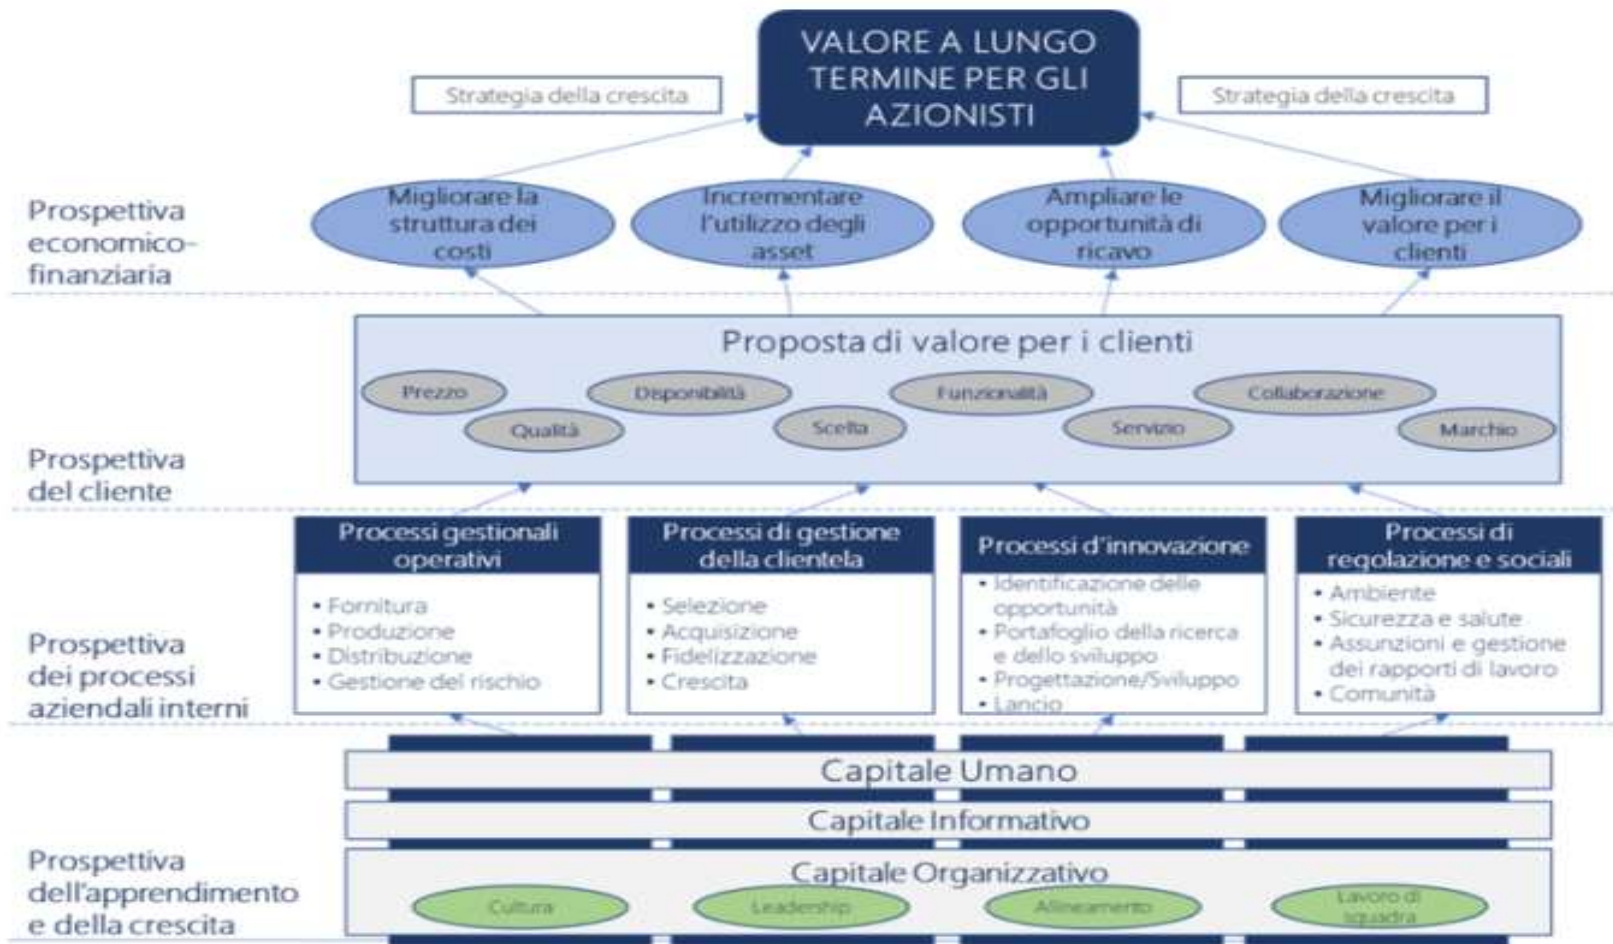 VALORE A LUNGO
TERMINE PER GLI
AZIONISTI
Strategia della crescita
Strategia della crescita
Prospettiva
economico-
finanziaria
Migliorare la
struttura dei
costi
Incrementare
l'utilizzo degli
asset
Ampliare le
opportunità di
ricavo
Migliorare il
valore per i
clienti
Prospettiva
del cliente
Proposta di valore per i clienti
Prezzo
Qualità
Disponibilità
Scelta
Funzionalità
Servizio
Collaborazione
Marchio
Prospettiva
dei processi
aziendali interni
Processi gestionali
operativi
• Fornitura
• Produzione
• Distribuzione
• Gestione del rischio
Processi di gestione
della clientela
• Selezione
• Acquisizione
• Fidelizzazione
• Crescita
Processi d'innovazione
• Identificazione delle
opportunità
• Portafoglio della ricerca
e dello sviluppo
• Progettazione/Sviluppo
• Lancio
Processi di
regolazione e sociali
• Ambiente
• Sicurezza e salute
• Assunzioni e gestione
dei rapporti di lavoro
• Comunità
Prospettiva
dell'apprendimento
e della crescita
Capitale Umano
Capitale Informativo
Capitale Organizzativo
Cultura
Leadership
Allineamento
Lavoro di
squadra